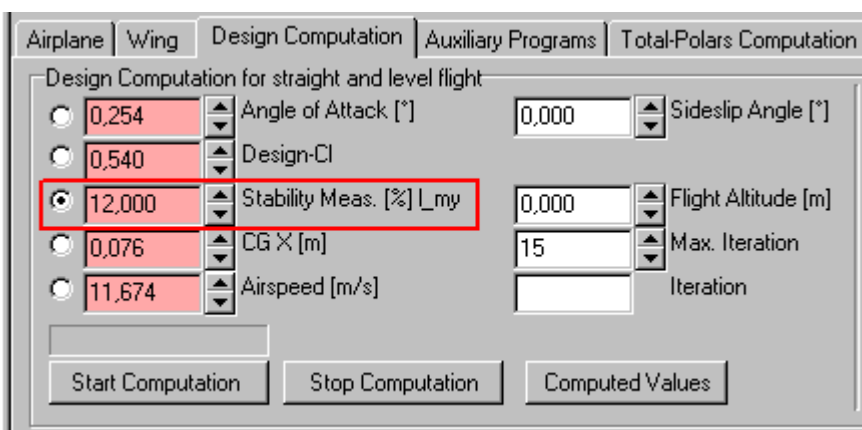 Airplane Wing Design Computation Auxiliary Programs Total-Polars Computation
Design Computation for straight and level flight
0,254 Angle of Attack [°] 0,000 Sideslip Angle [°]
0,540 Design-Cl
12,000 Stability Meas. [%] l_my 0,000 Flight Altitude [m]
0,076 CG X [m] 15 Max. Iteration
11,674 Airspeed [m/s] Iteration
Start Computation Stop Computation Computed Values